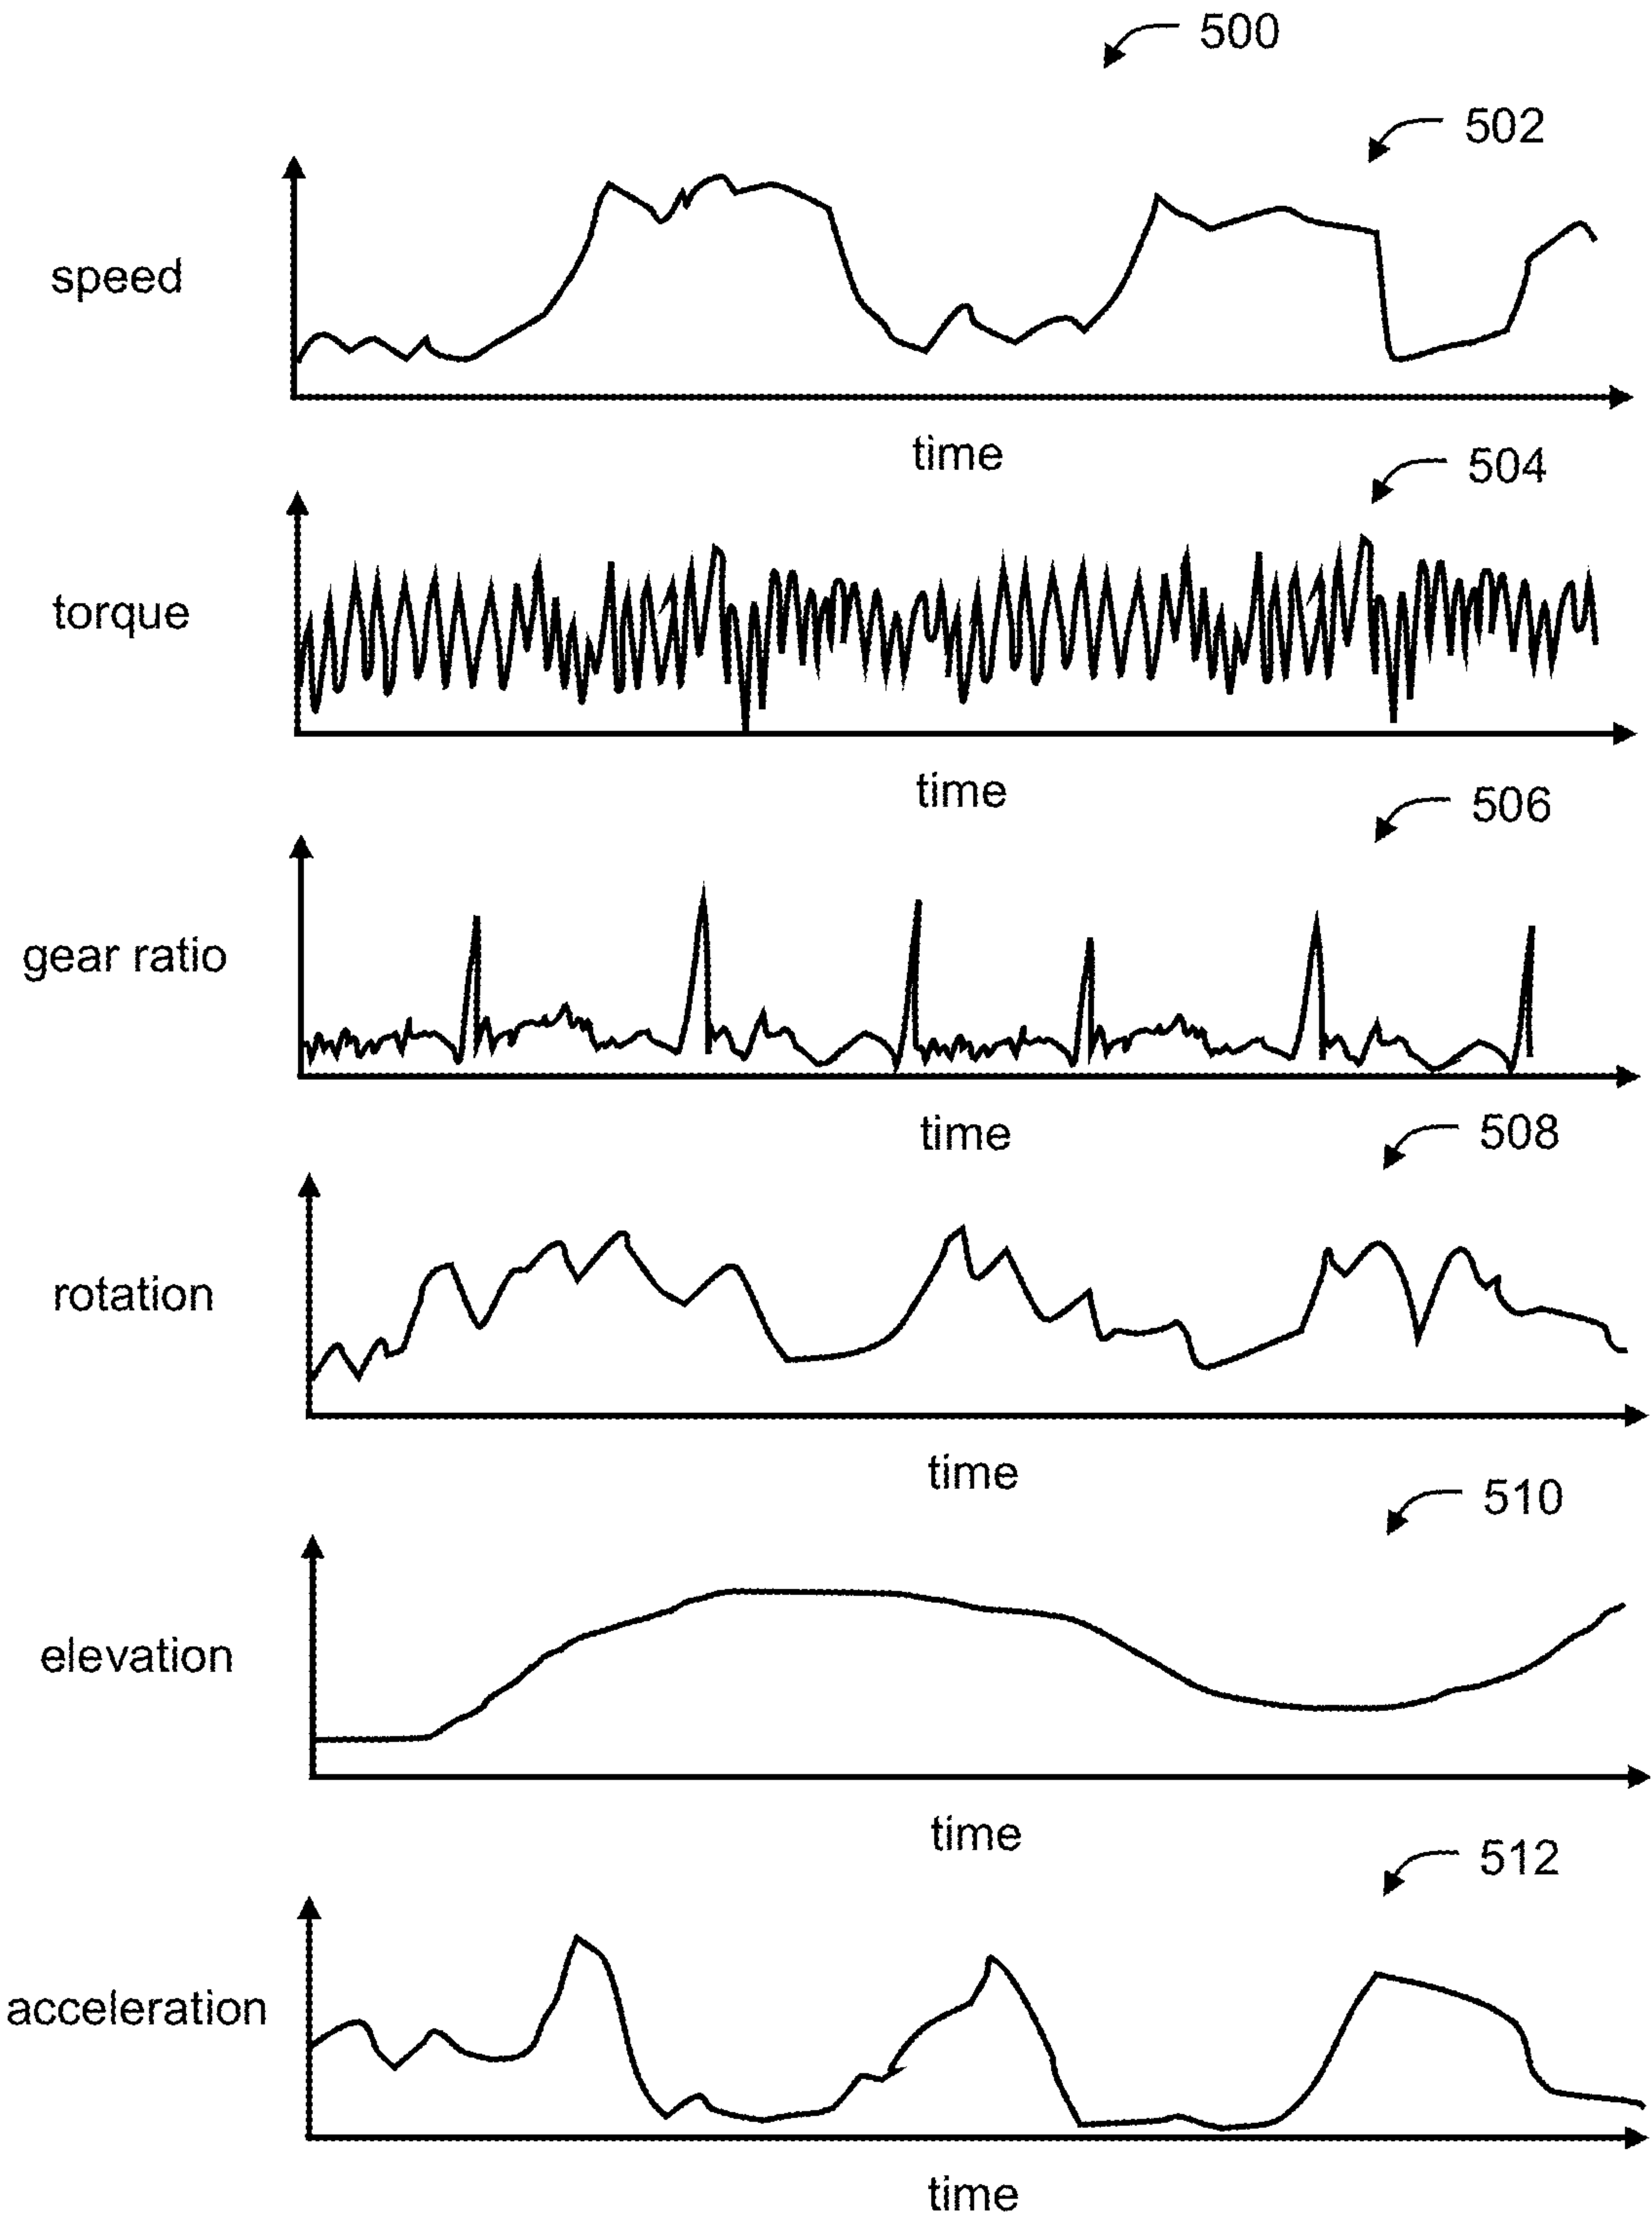 500
502
speed
time
504
torque
time
506
gear ratio
time
508
rotation
time
510
elevation
time
512
acceleration
time